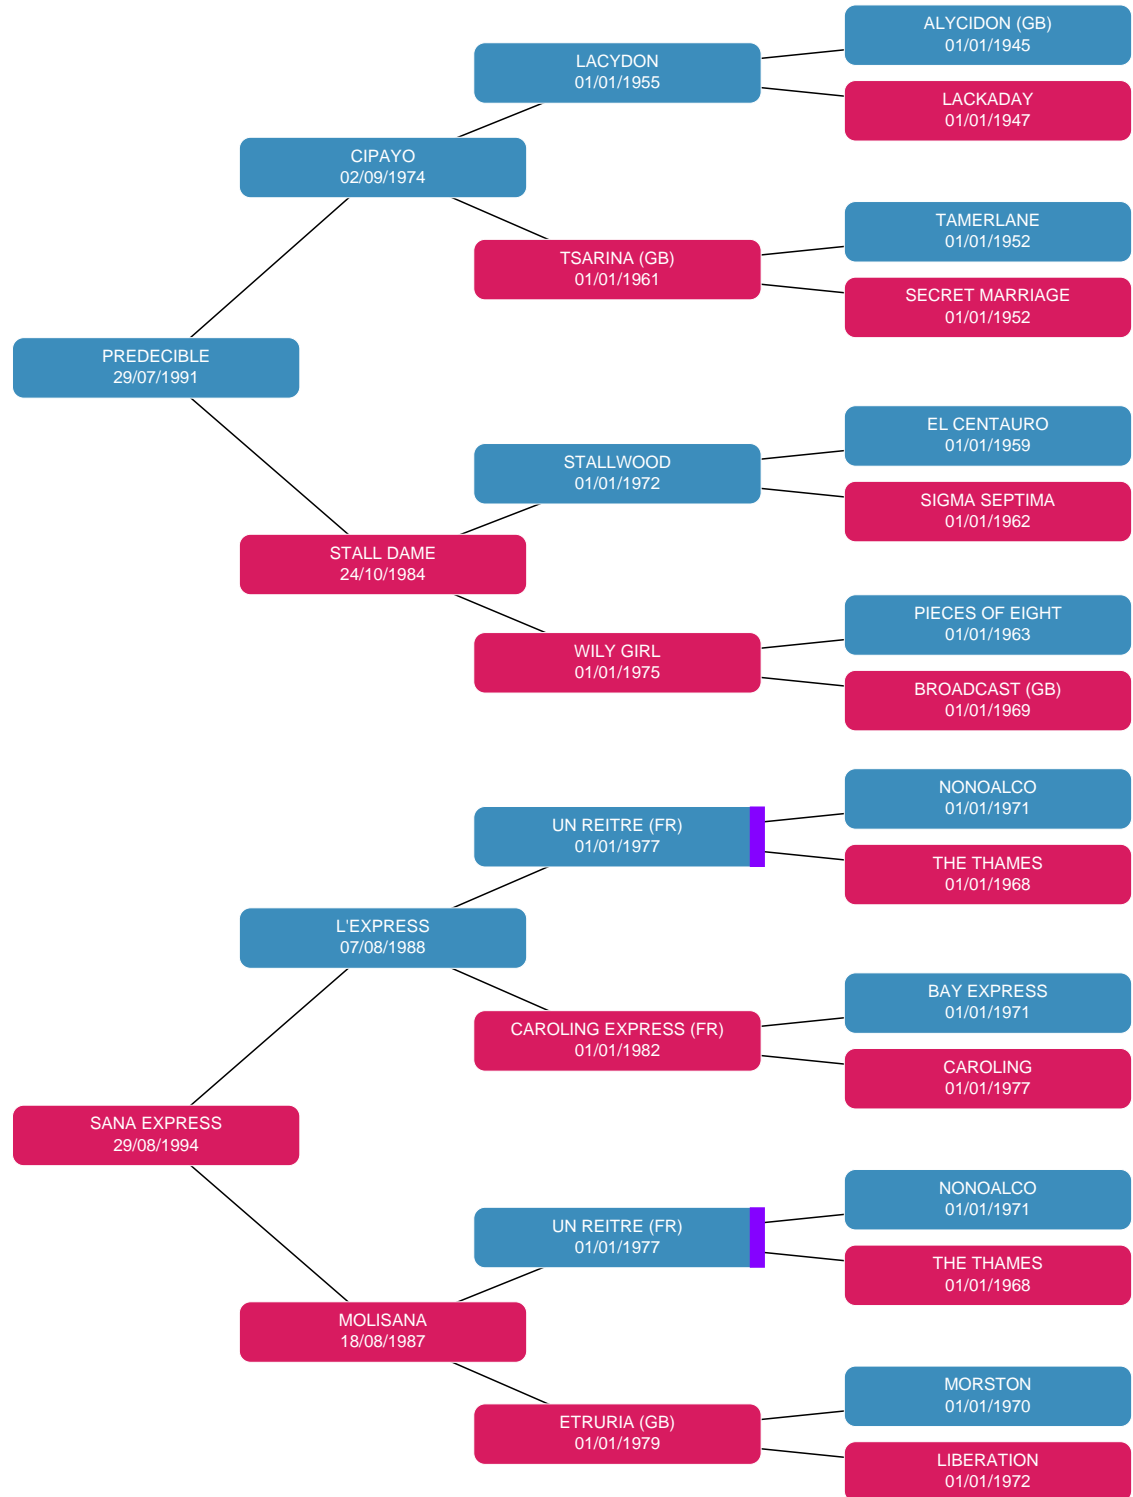 ALYCIDON (GB)
01/01/1945
LACYDON
01/01/1955
LACKADAY
01/01/1947
CIPAYO
02/09/1974
TAMERLANE
01/01/1952
TSARINA (GB)
01/01/1961
SECRET MARRIAGE
01/01/1952
PREDECIBLE
29/07/1991
EL CENTAURO
01/01/1959
STALLWOOD
01/01/1972
SIGMA SEPTIMA
01/01/1962
STALL DAME
24/10/1984
PIECES OF EIGHT
01/01/1963
WILY GIRL
01/01/1975
BROADCAST (GB)
01/01/1969
NONOALCO
01/01/1971
UN REITRE (FR)
01/01/1977
THE THAMES
01/01/1968
L'EXPRESS
07/08/1988
BAY EXPRESS
01/01/1971
CAROLING EXPRESS (FR)
01/01/1982
CAROLING
01/01/1977
SANA EXPRESS
29/08/1994
NONOALCO
01/01/1971
UN REITRE (FR)
01/01/1977
THE THAMES
01/01/1968
MOLISANA
18/08/1987
MORSTON
01/01/1970
ETRURIA (GB)
01/01/1979
LIBERATION
01/01/1972